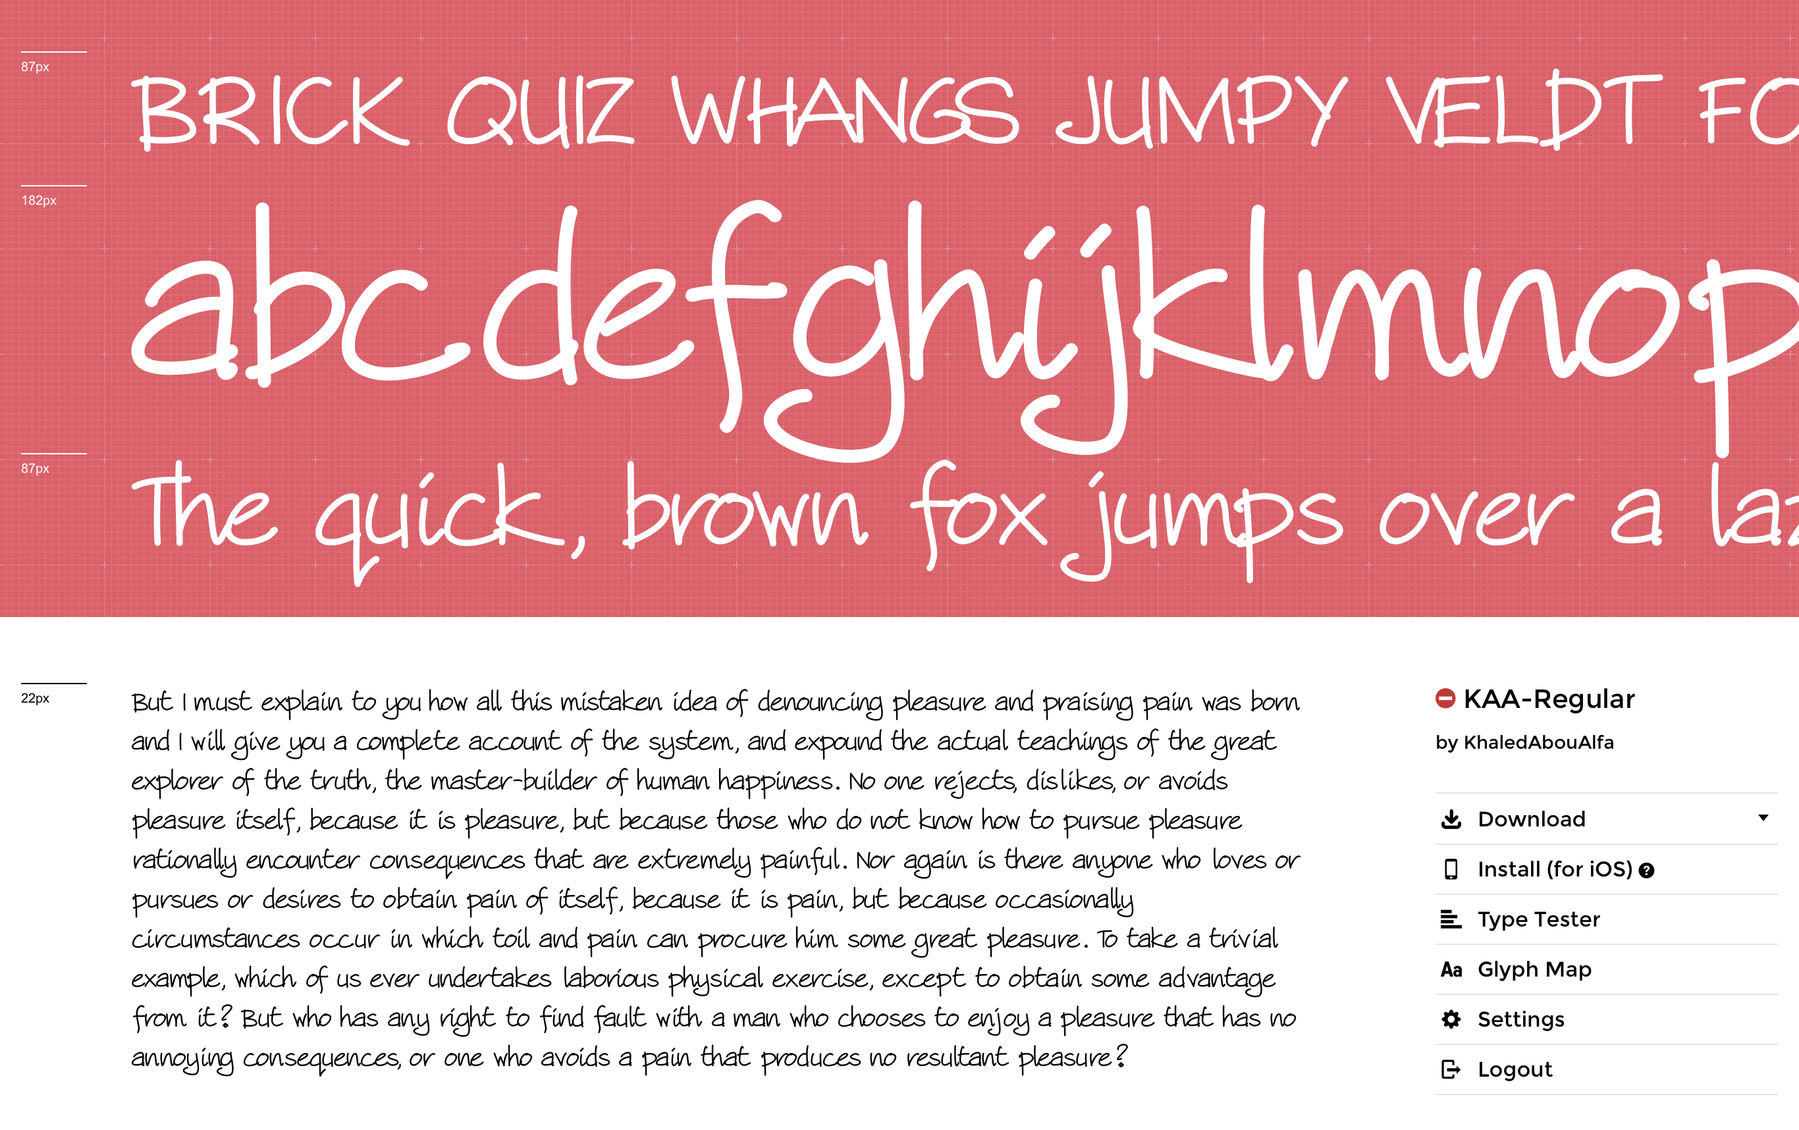 87px
BRICK QUIZ WHANGS JUMPY VELDT FO
182px
abcdefghijklmnop
87px
The quick, brown fox jumps over a laz
22px
But I must explain to you how all this mistaken idea of denouncing pleasure and praising pain was born
and I will give you a complete account of the system, and expound the actual teachings of the great
explorer of the truth, the master-builder of human happiness. No one rejects, dislikes, or avoids
pleasure itself, because it is pleasure, but because those who do not know how to pursue pleasure
rationally encounter consequences that are extremely painful. Nor again is there anyone who loves or
pursues or desires to obtain pain of itself, because it is pain, but because occasionally
circumstances occur in which toil and pain can procure him some great pleasure. To take a trivial
example, which of us ever undertakes laborious physical exercise, except to obtain some advantage
from it? But who has any right to find fault with a man who chooses to enjoy a pleasure that has no
annoying consequences, or one who avoids a pain that produces no resultant pleasure?
KAA-Regular
by KhaledAbouAlfa
Download
Install (for iOS) ?
Type Tester
Aa Glyph Map
Settings
Logout